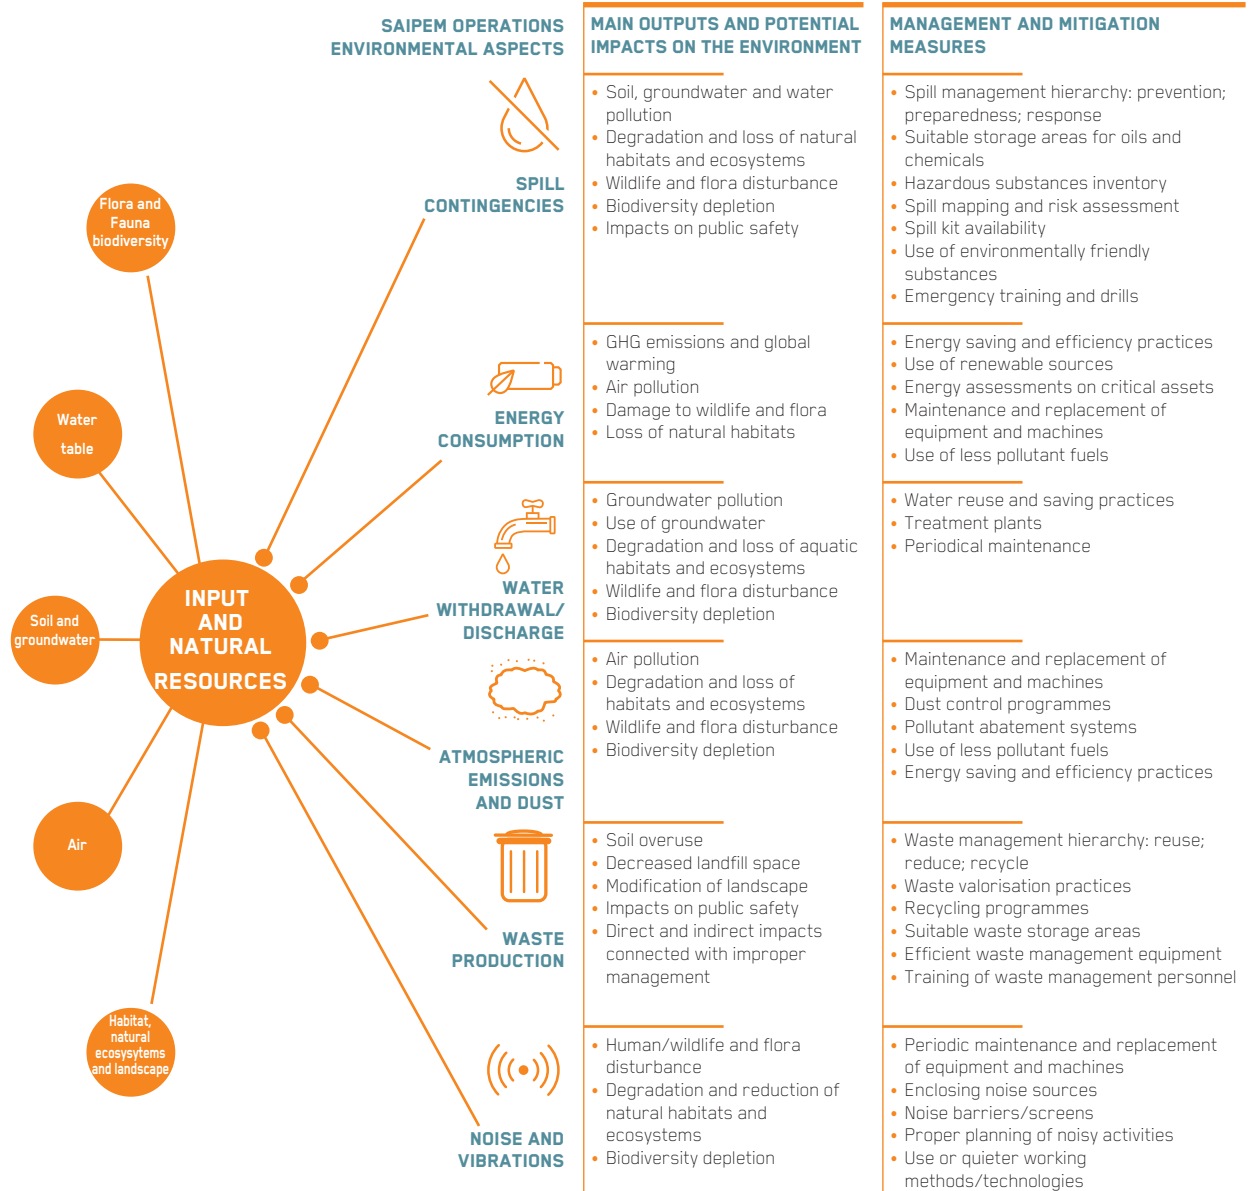 SAIPEM OPERATIONS
ENVIRONMENTAL ASPECTS
MAIN OUTPUTS AND POTENTIAL
IMPACTS ON THE ENVIRONMENT
MANAGEMENT AND MITIGATION
MEASURES
Flora and
Fauna
biodiversity
Water
table
Soil and
groundwater
Air
Habitat,
natural
ecosysytems
and landscape
INPUT
AND
NATURAL
RESOURCES
SPILL
CONTINGENCIES
• Soil, groundwater and water
pollution
• Degradation and loss of natural
habitats and ecosystems
• Wildlife and flora disturbance
• Biodiversity depletion
• Impacts on public safety
• Spill management hierarchy: prevention;
preparedness; response
• Suitable storage areas for oils and
chemicals
• Hazardous substances inventory
• Spill mapping and risk assessment
• Spill kit availability
• Use of environmentally friendly
substances
• Emergency training and drills
ENERGY
CONSUMPTION
• GHG emissions and global
warming
• Air pollution
• Damage to wildlife and flora
• Loss of natural habitats
• Energy saving and efficiency practices
• Use of renewable sources
• Energy assessments on critical assets
• Maintenance and replacement of
equipment and machines
• Use of less pollutant fuels
WATER
WITHDRAWAL/
DISCHARGE
• Groundwater pollution
• Use of groundwater
• Degradation and loss of aquatic
habitats and ecosystems
• Wildlife and flora disturbance
• Biodiversity depletion
• Water reuse and saving practices
• Treatment plants
• Periodical maintenance
ATMOSPHERIC
EMISSIONS
AND DUST
• Air pollution
• Degradation and loss of
habitats and ecosystems
• Wildlife and flora disturbance
• Biodiversity depletion
• Maintenance and replacement of
equipment and machines
• Dust control programmes
• Pollutant abatement systems
• Use of less pollutant fuels
• Energy saving and efficiency practices
WASTE
PRODUCTION
• Soil overuse
• Decreased landfill space
• Modification of landscape
• Impacts on public safety
• Direct and indirect impacts
connected with improper
management
• Waste management hierarchy: reuse;
reduce; recycle
• Waste valorisation practices
• Recycling programmes
• Suitable waste storage areas
• Efficient waste management equipment
• Training of waste management personnel
NOISE AND
VIBRATIONS
• Human/wildlife and flora
disturbance
• Degradation and reduction of
natural habitats and
ecosystems
• Biodiversity depletion
• Periodic maintenance and replacement
of equipment and machines
• Enclosing noise sources
• Noise barriers/screens
• Proper planning of noisy activities
• Use or quieter working
methods/technologies